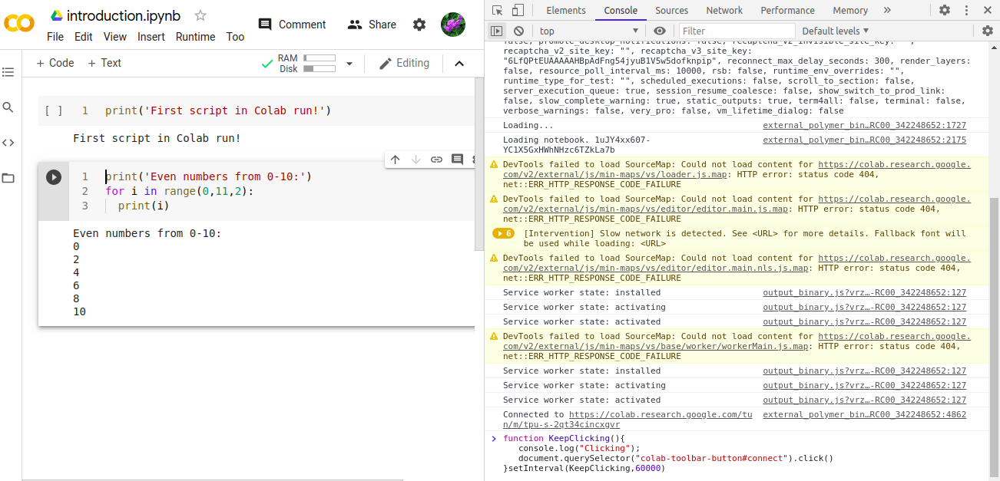 introduction.ipynb
Comment
Share
File Edit View Insert Runtime Too
+ Code + Text
RAM
Disk
Editing
[ ] 1 print('First script in Colab run!')
First script in Colab run!
1 print('Even numbers from 0-10:')
2 for i in range(0,11,2):
3 print(i)
Even numbers from 0-10:
0
2
4
6
8
10
Elements Console Sources Network Performance Memory »
top Filter Default levels
recaptcha_v2_site_key: "", recaptcha_v3_site_key:
"6LfQPtEUAAAAAHBpAdFng54jyuB1V5w5dofknpip", reconnect_max_delay_seconds: 300, render_layers:
false, resource_poll_interval_ms: 10000, rsb: false, runtime_env_overrides: "",
runtime_type_for_test: "", scheduled_executions: false, scroll_to_section: false,
server_execution_queue: true, session_resume_coalesce: false, show_switch_to_prod_link:
false, slow_complete_warning: true, static_outputs: true, term4all: false, terminal: false,
verbose_warnings: false, very_pro: false, vm_lifetime_dialog: false
Loading... external_polymer_bin…RC00_342248652:1727
Loading notebook. 1uJY4xx607- external_polymer_bin…RC00_342248652:2175
YC1X5GxHWhNHzc6TZkLa7b
DevTools failed to load SourceMap: Could not load content for https://colab.research.google.
com/v2/external/js/min-maps/vs/loader.js.map: HTTP error: status code 404,
net::ERR_HTTP_RESPONSE_CODE_FAILURE
DevTools failed to load SourceMap: Could not load content for https://colab.research.google.
com/v2/external/js/min-maps/vs/editor/editor.main.js.map: HTTP error: status code 404,
net::ERR_HTTP_RESPONSE_CODE_FAILURE
6 [Intervention] Slow network is detected. See <URL> for more details. Fallback font will
be used while loading: <URL>
DevTools failed to load SourceMap: Could not load content for https://colab.research.google.
com/v2/external/js/min-maps/vs/editor/editor.main.nls.js.map: HTTP error: status code 404,
net::ERR_HTTP_RESPONSE_CODE_FAILURE
Service worker state: installed output_binary.js?vrz…-RC00_342248652:127
Service worker state: activating output_binary.js?vrz…-RC00_342248652:127
Service worker state: activated output_binary.js?vrz…-RC00_342248652:127
DevTools failed to load SourceMap: Could not load content for https://colab.research.google.
com/v2/external/js/min-maps/vs/base/worker/workerMain.js.map: HTTP error: status code 404,
net::ERR_HTTP_RESPONSE_CODE_FAILURE
Service worker state: installed output_binary.js?vrz…-RC00_342248652:127
Service worker state: activating output_binary.js?vrz…-RC00_342248652:127
Service worker state: activated output_binary.js?vrz…-RC00_342248652:127
Connected to https://colab.research.google.com/tu external_polymer_bin…RC00_342248652:4862
n/m/tpu-s-2qt34cincxgvr
function KeepClicking(){
console.log("Clicking");
document.querySelector("colab-toolbar-button#connect").click()
}setInterval(KeepClicking,60000)